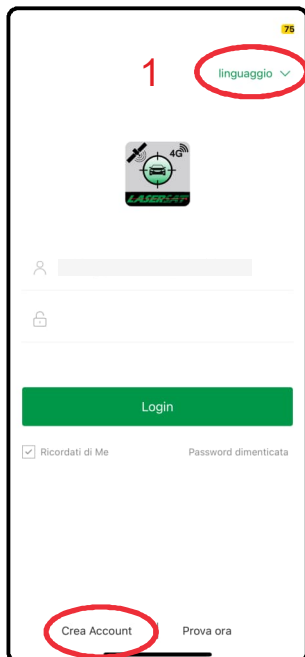 75
1
linguaggio
4G
LASERSAT
Login
Ricordati di Me
Password dimenticata
Crea Account
Prova ora